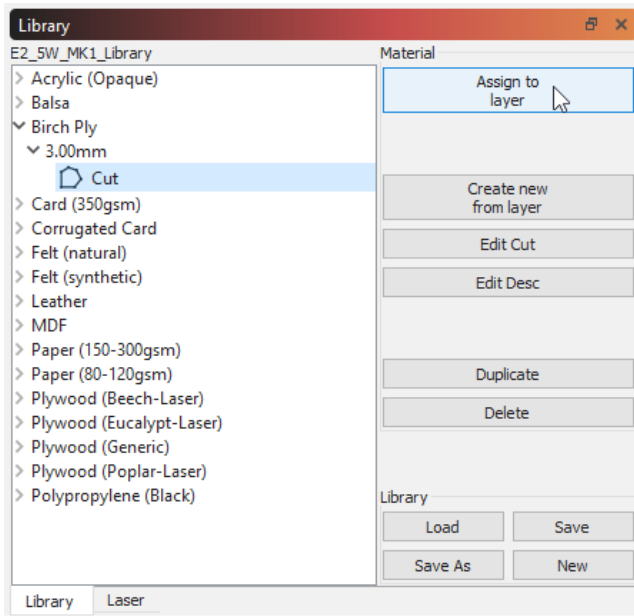 Library
E2_5W_MK1_Library
Acrylic (Opaque)
Balsa
Birch Ply
3.00mm
Cut
Card (350gsm)
Corrugated Card
Felt (natural)
Felt (synthetic)
Leather
MDF
Paper (150-300gsm)
Paper (80-120gsm)
Plywood (Beech-Laser)
Plywood (Eucalypt-Laser)
Plywood (Generic)
Plywood (Poplar-Laser)
Polypropylene (Black)
Material
Assign to
layer
Create new
from layer
Edit Cut
Edit Desc
Duplicate
Delete
Library
Load
Save
Save As
New
Library
Laser